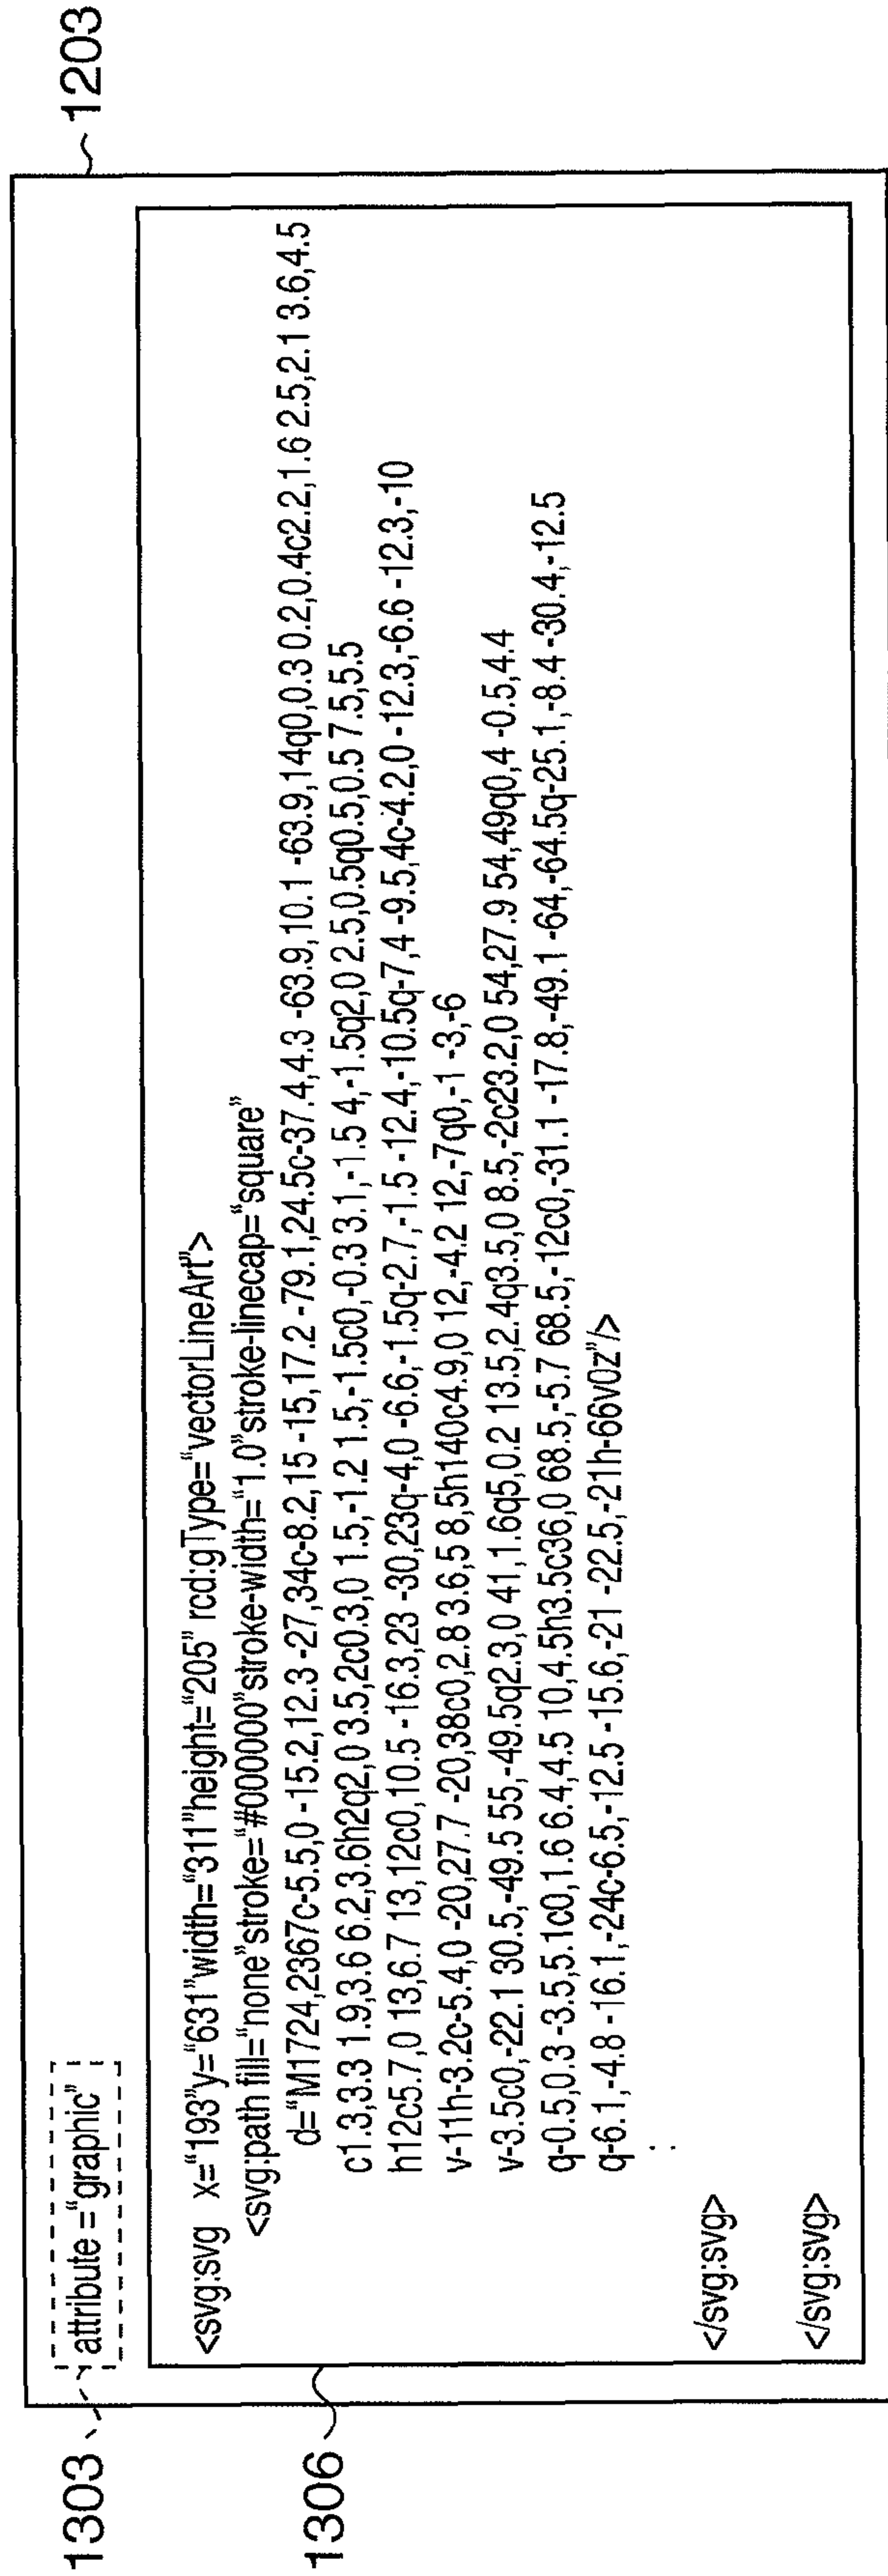 1203
1303
attribute =“graphic”
1306
<svg:svg x=“193”y=“631”width=“311”height=“205” rcd:gType=“vectorLineArt”>
<svg:path fill=“none”stroke=“#000000”stroke-width=“1.0”stroke-linecap=“square”
d=“M1724,2367c-5.5,0 -15.2,12.3 -27,34c-8.2,15 -15,17.2 -79.1,24.5c-37.4,4.3 -63.9,10.1 -63.9,14q0,0.3 0.2,0.4c2.2,1.6 2.5,2.1 3.6,4.5
c1.3,3.3 1.9,3.6 6.2,3.6h2q2,0 3.5,2c0.3,0 1.5,-1.2 1.5,-1.5c0,-0.3 3.1,-1.5 4,-1.5q2,0 2.5,0.5q0.5,0.5 7.5,5.5
h12c5.7,0 13,6.7 13,12c0,10.5 -16.3,23 -30,23q-4,0 -6.6,-1.5q-2.7,-1.5 -12.4,-10.5q-7,4 -9.5,4c-4.2,0 -12.3,-6.6 -12.3,-10
v-11h-3.2c-5.4,0 -20,27.7 -20,38c0,2.8 3.6,5 8,5h140c4.9,0 12,-4.2 12,-7q0,-1 -3,-6
v-3.5c0,-22.1 30.5,-49.5 55,-49.5q2.3,0 41,1.6q5,0.2 13.5,2.4q3.5,0 8.5,-2c23.2,0 54,27.9 54,49q0,4 -0.5,4.4
q-0.5,0.3 -3.5,5.1c0,1.6 6.4,4.5 10,4.5h3.5c36,0 68.5,-5.7 68.5,-12c0,-31.1 -17.8,-49.1 -64,-64.5q-25.1,-8.4 -30.4,-12.5
q-6.1,-4.8 -16.1,-24c-6.5,-12.5 -15.6,-21 -22.5,-21h-66v0z”/>
:
</svg:svg>
</svg:svg>